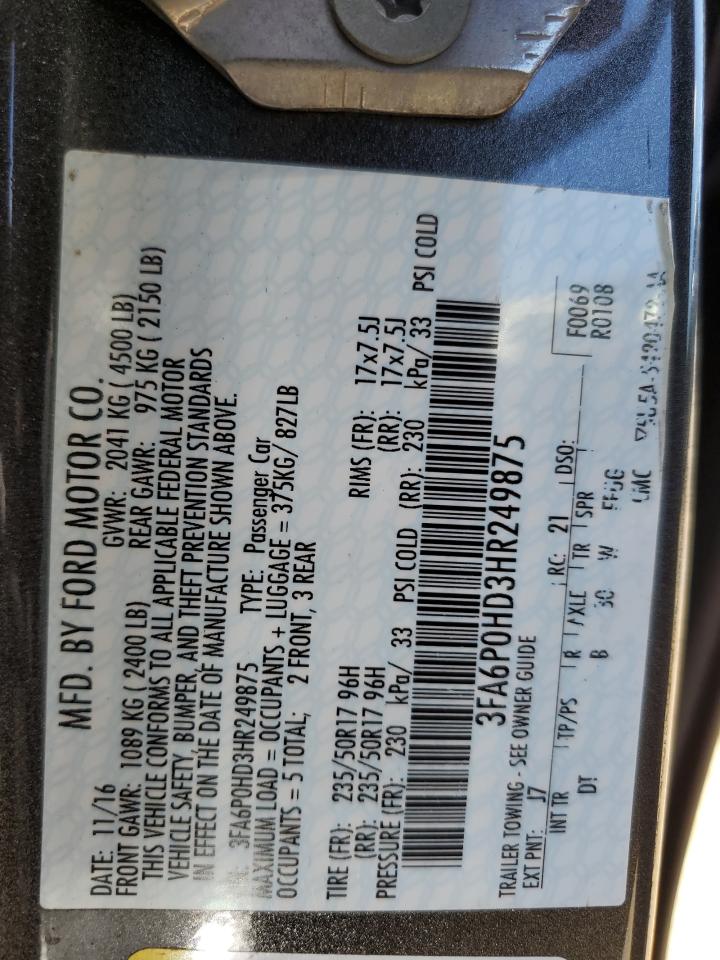 MFD. BY FORD MOTOR CO.
DATE: 11/16 GVWR: 2041 KG ( 4500 LB)
FRONT GAWR: 1089 KG ( 2400 LB) REAR GAWR: 975 KG ( 2150 LB)
THIS VEHICLE CONFORMS TO ALL APPLICABLE FEDERAL MOTOR
VEHICLE SAFETY, BUMPER, AND THEFT PREVENTION STANDARDS
IN EFFECT ON THE DATE OF MANUFACTURE SHOWN ABOVE.
3FA6P0HD3HR249875 TYPE: Passenger Car
MAXIMUM LOAD = OCCUPANTS + LUGGAGE = 375KG/ 827LB
OCCUPANTS = 5 TOTAL; 2 FRONT, 3 REAR
TIRE (FR): 235/50R17 96H RIMS (FR): 17x7.5J
(RR): 235/50R17 96H (RR): 17x7.5J
PRESSURE (FR): 230 kPa/ 33 PSI COLD (RR): 230 kPa/ 33 PSI COLD
3FA6P0HD3HR249875
TRAILER TOWING - SEE OWNER GUIDE
EXT PNT: J7 RC: 21 DSO: F0069
INT TR TP/PS R AXLE TR SPR R0108
DT B W